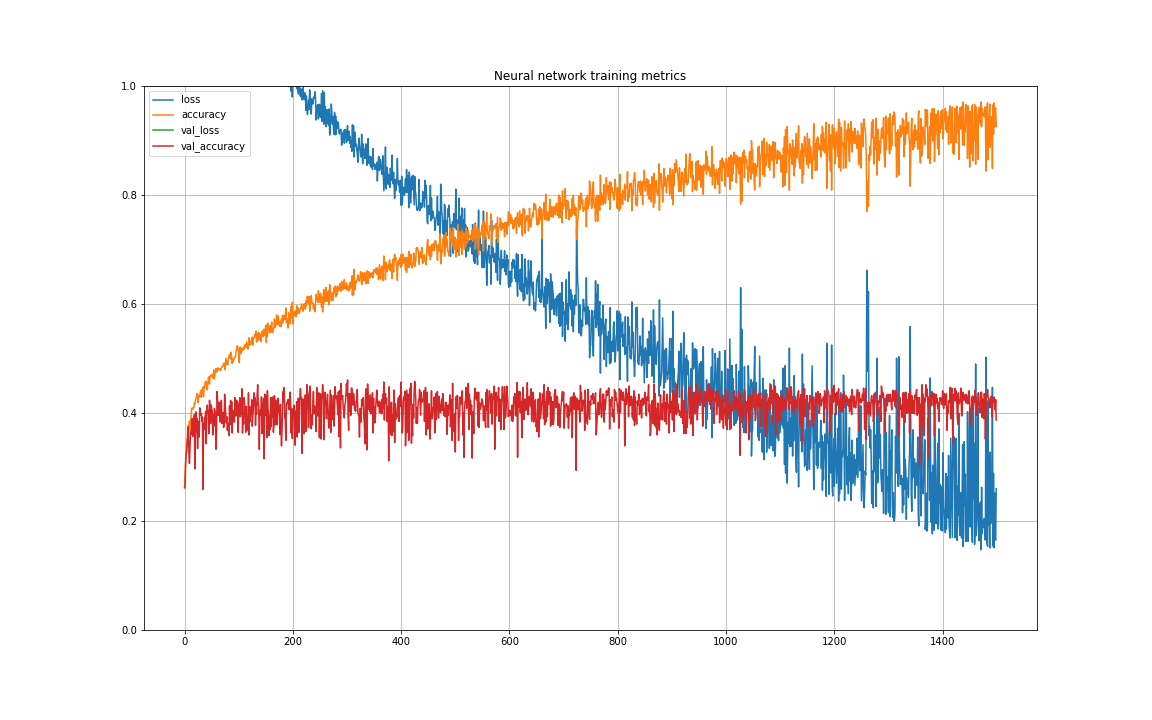 Neural network training metrics
1.0
loss
accuracy
val_loss
val_accuracy
0.8
0.6
0.4
0.2
0.0
0 200 400 600 800 1000 1200 1400